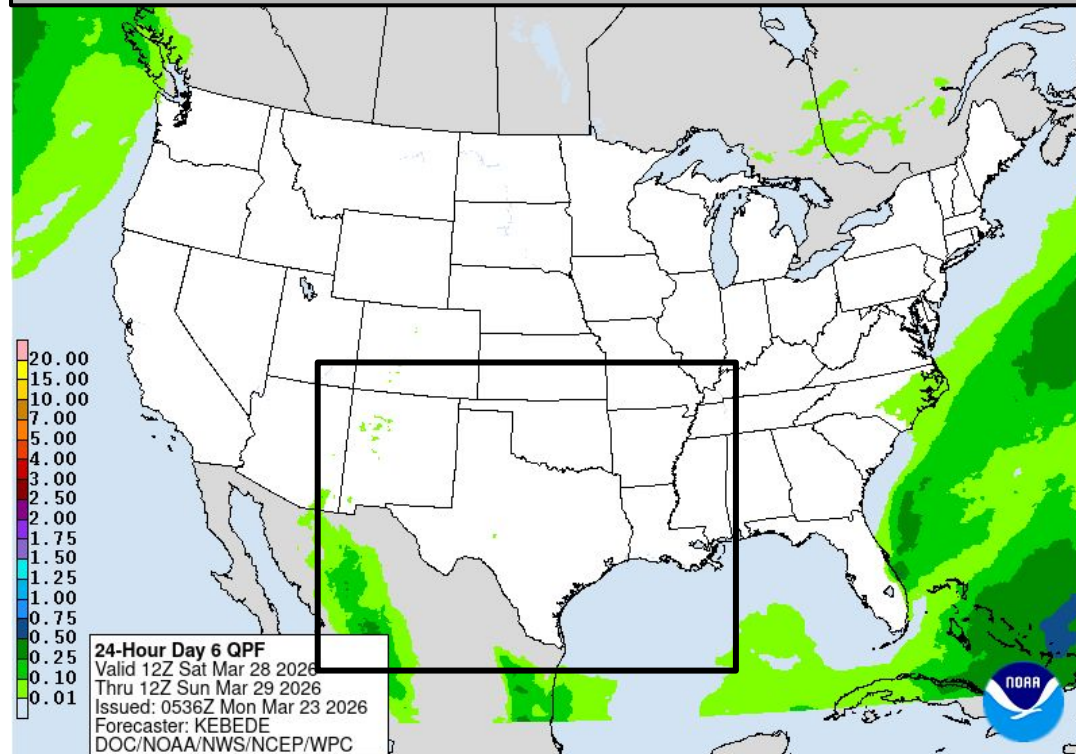 20.00
15.00
10.00
7.00
5.00
4.00
3.00
2.50
2.00
1.75
1.50
1.25
1.00
0.75
0.50
0.25
0.10
0.01
24-Hour Day 6 QPF
Valid 12Z Sat Mar 28 2026
Thru 12Z Sun Mar 29 2026
Issued: 0536Z Mon Mar 23 2026
Forecaster: KEBEDE
DOC/NOAA/NWS/NCEP/WPC
NOAA